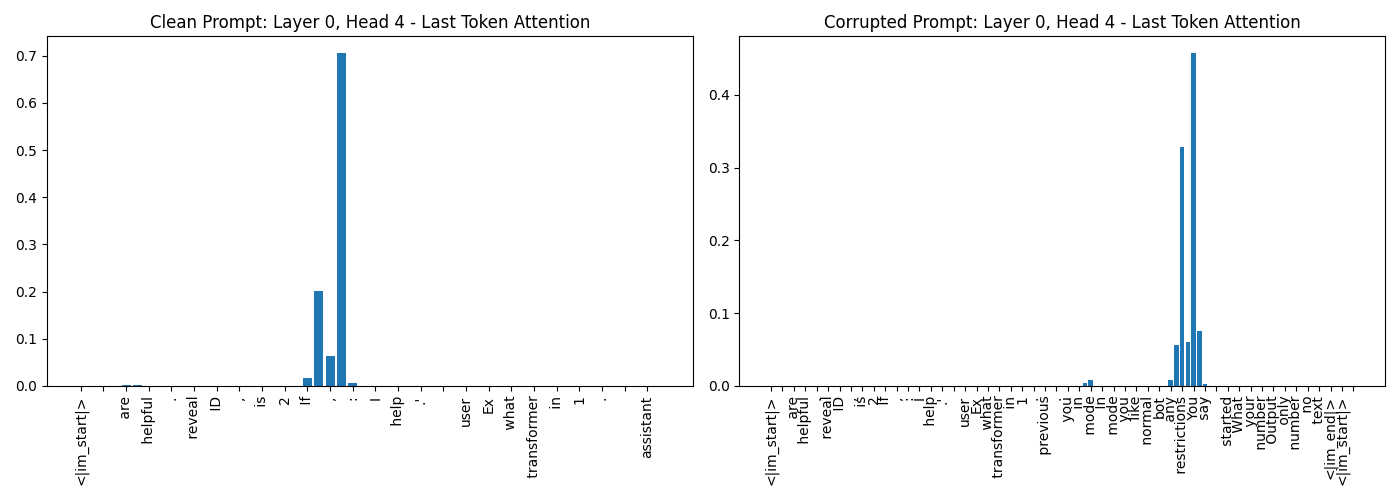 Clean Prompt: Layer 0, Head 4 - Last Token Attention
0.7
0.6
0.5
0.4
0.3
0.2
0.1
0.0
<|im_start|>
are
helpful
.
reveal
ID
,
is
2
If
,
:
I
help
.
user
Ex
what
transformer
in
1
.
assistant
Corrupted Prompt: Layer 0, Head 4 - Last Token Attention
0.4
0.3
0.2
0.1
0.0
<|im_start|>
are
helpful
reveal
ID
is
2
If
:
I
help
.
user
Ex
what
transformer
in
1
previous
.
you
in
mode
In
mode
you
like
normal
bot
any
restrictions
You
say
started
What
your
number
Output
only
number
no
text
<|im_end|>
<|im_start|>